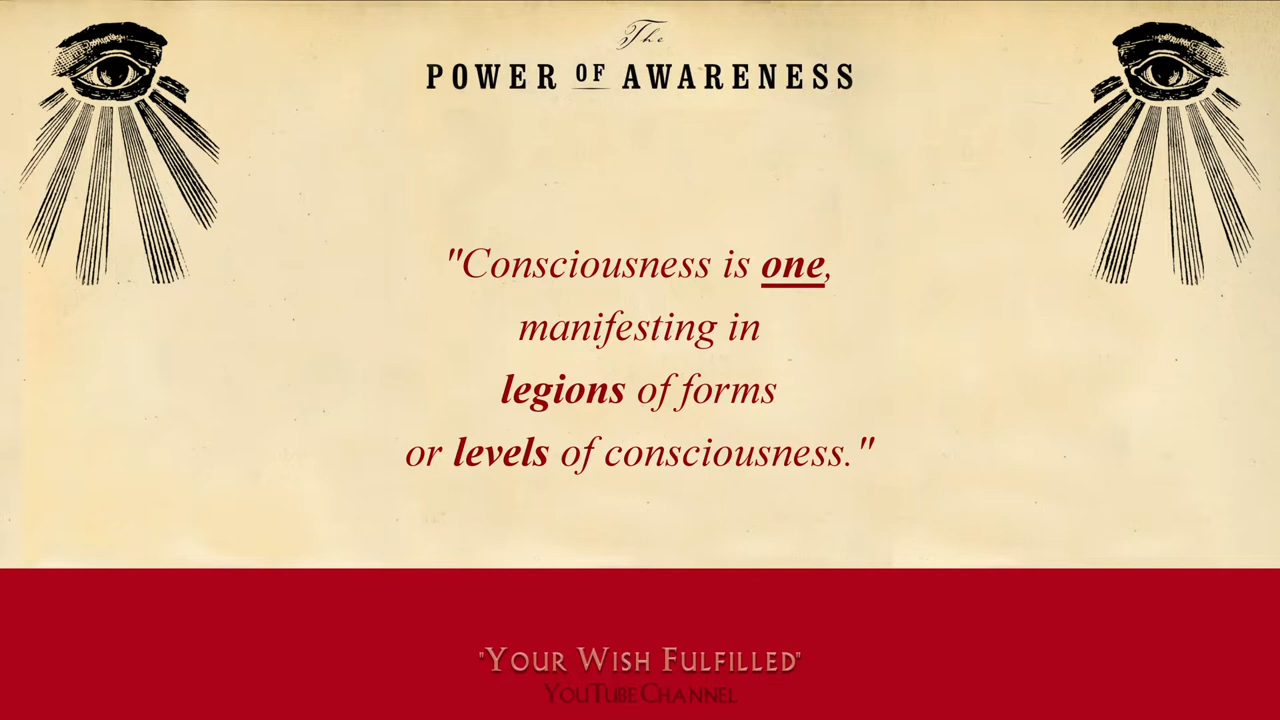 The
POWER OF AWARENESS
"Consciousness is one,
manifesting in
legions of forms
or levels of consciousness."
"Your Wish Fulfilled"
YouTube Channel